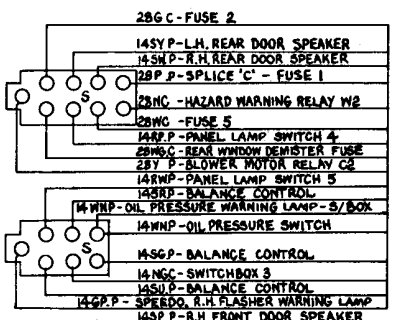 28G C - FUSE 2
14SY P - L.H. REAR DOOR SPEAKER
14SW P - R.H. REAR DOOR SPEAKER
28P .P - SPLICE 'C' - FUSE 1
S
28NC - HAZARD WARNING RELAY W2
28WC - FUSE 5
14RP.P - PANEL LAMP SWITCH 4
28WG.C - REAR WINDOW DEMISTER FUSE
28Y P - BLOWER MOTOR RELAY C2
14RWP - PANEL LAMP SWITCH 5
14SRP - BALANCE CONTROL
14WNP - OIL PRESSURE WARNING LAMP - S/BOX
14WNP - OIL PRESSURE SWITCH
S
14SGP - BALANCE CONTROL
14NGC - SWITCHBOX 3
14SU.P - BALANCE CONTROL
14GP.P - SPEEDO, R.H. FLASHER WARNING LAMP
14SP P - R.H FRONT DOOR SPEAKER